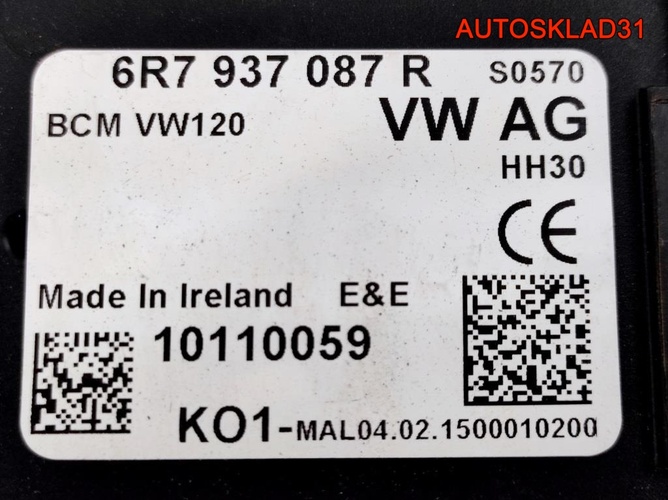 AUTOSKLAD31
6R7 937 087 R S0570
BCM VW120 VW AG
HH30
CE
Made In Ireland E&E
10110059
KO1-MAL04.02.1500010200